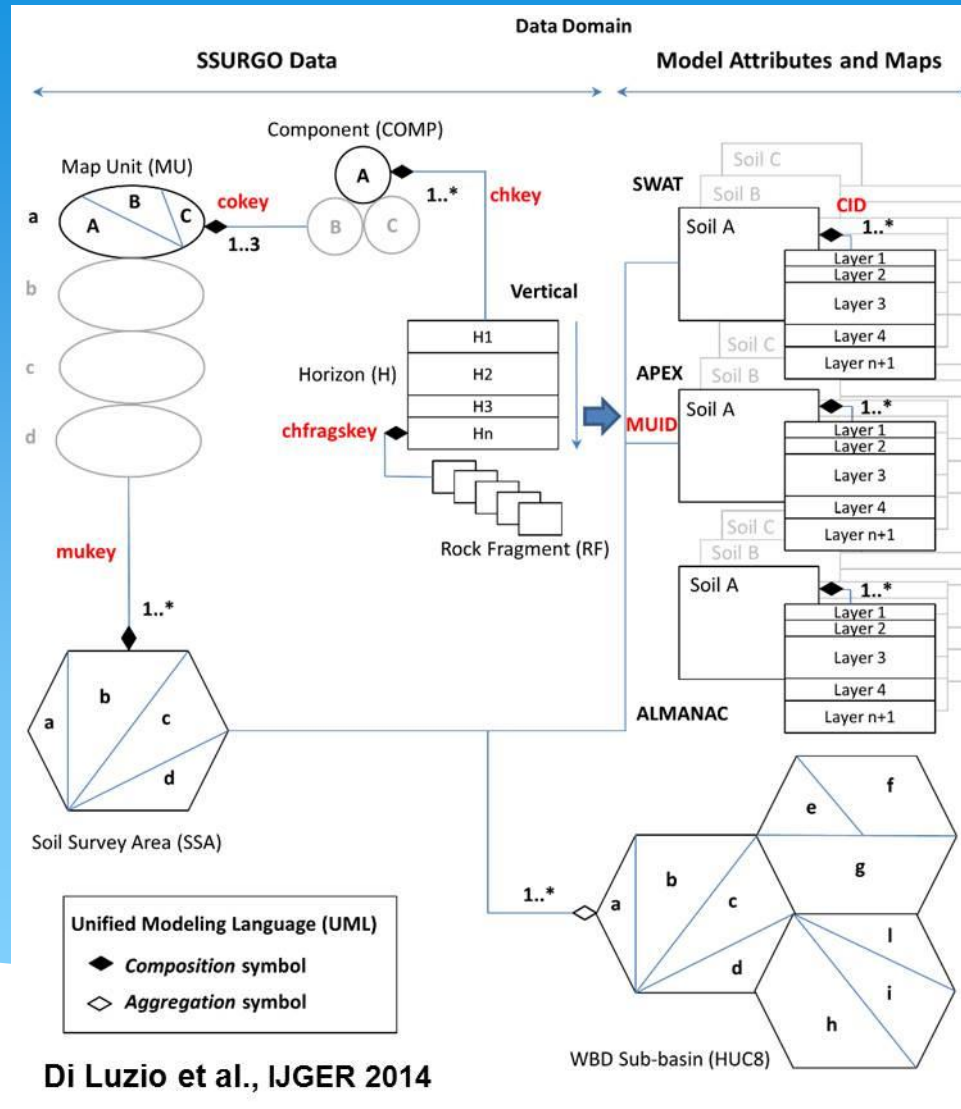 Data Domain
SSURGO Data
Model Attributes and Maps
Component (COMP)
Map Unit (MU)
a
A
B
C
cokey
1..3
A
B
C
1..*
chkey
b
c
d
Vertical
Horizon (H)
H1
H2
H3
Hn
chfragskey
Rock Fragment (RF)
mukey
1..*
a
b
c
d
Soil Survey Area (SSA)
SWAT
Soil C
Soil B
Soil A
CID
1..*
Layer 1
Layer 2
Layer 3
Layer 4
Layer n+1
APEX
MUID
Soil C
Soil B
Soil A
1..*
Layer 1
Layer 2
Layer 3
Layer 4
Layer n+1
Soil C
Soil B
Soil A
1..*
Layer 1
Layer 2
Layer 3
Layer 4
Layer n+1
ALMANAC
1..*
a
b
c
d
e
f
g
h
i
l
WBD Sub-basin (HUC8)
Unified Modeling Language (UML)
Composition symbol
Aggregation symbol
Di Luzio et al., IJGER 2014